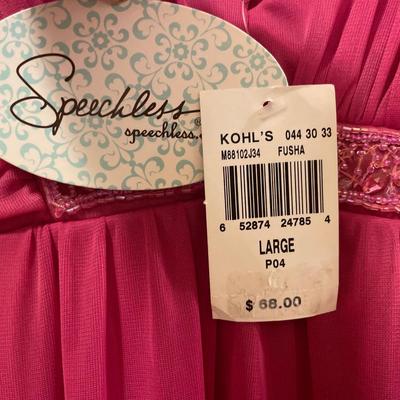 Speechless®
speechless.
KOHL'S 044 30 33
M88102J34 FUSHA
6 52874 24785 4
LARGE
P04
$ 68.00